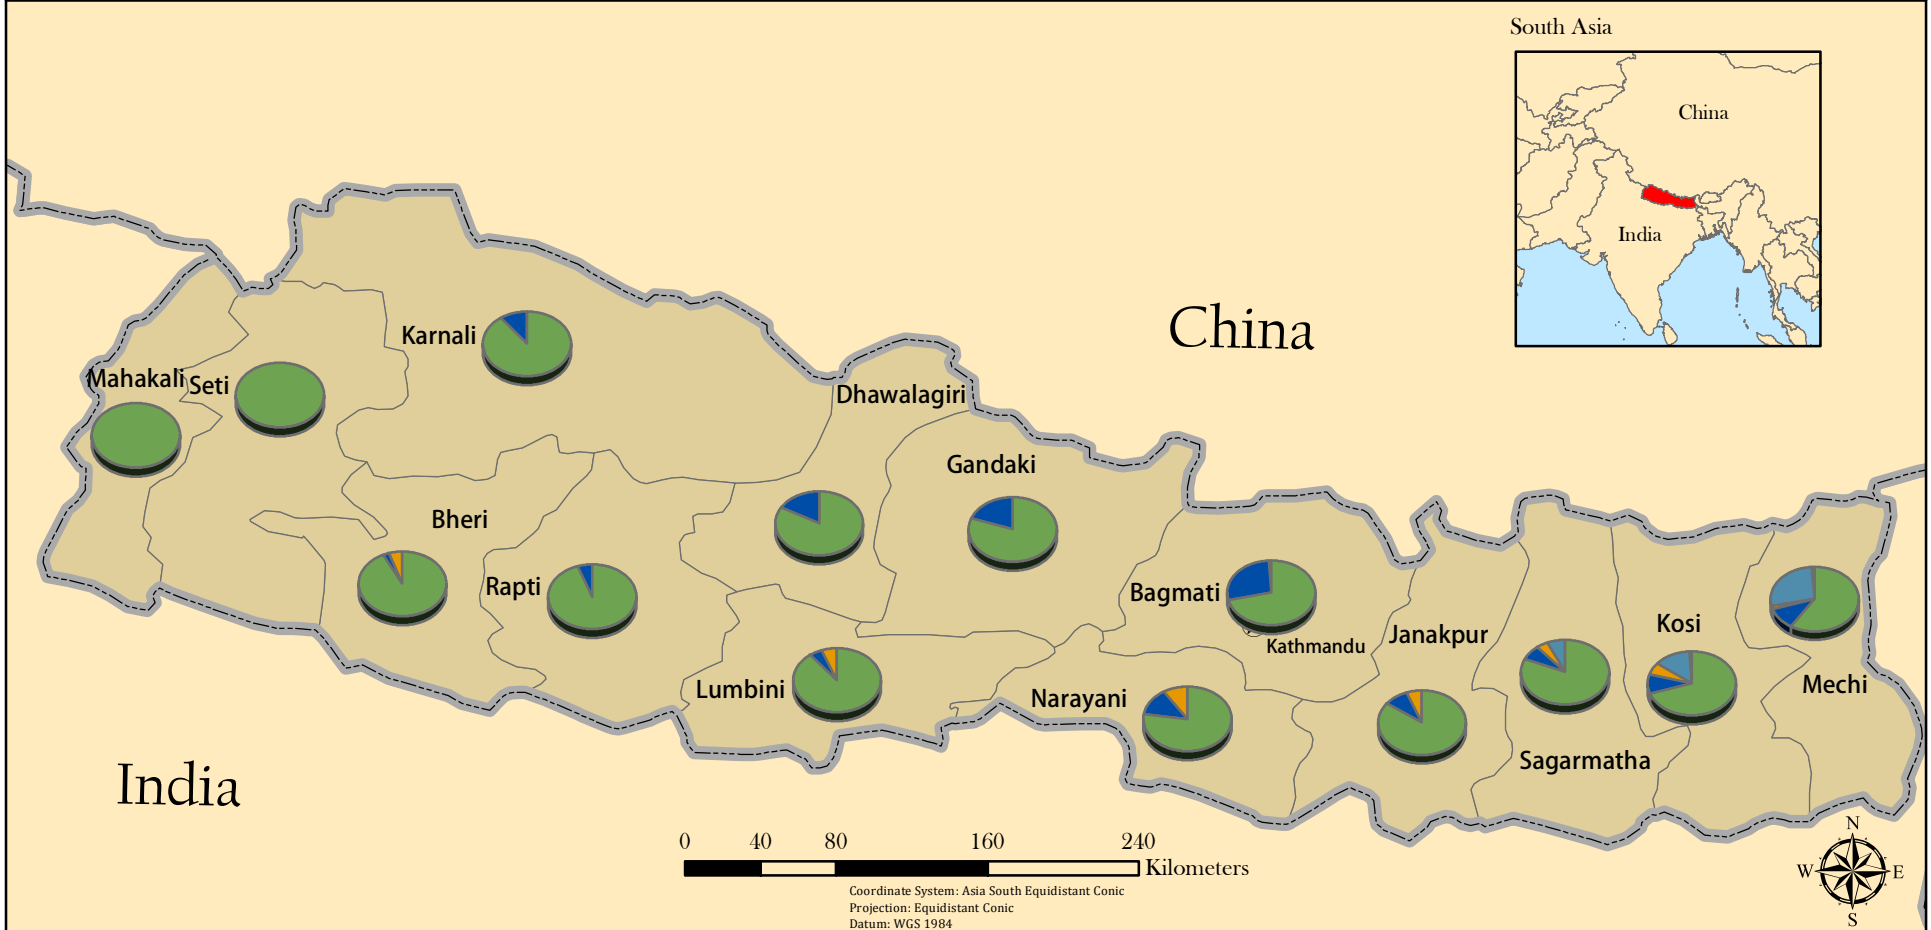 South Asia
China
India
Karnali
Mahakali
Seti
China
Dhawalagiri
Gandaki
Bheri
Rapti
Bagmati
Kathmandu
Janakpur
Kosi
Lumbini
Narayani
Mechi
Sagarmatha
India
0 40 80 160 240
Kilometers
Coordinate System: Asia South Equidistant Conic
Projection: Equidistant Conic
Datum: WGS 1984
N
W E
S